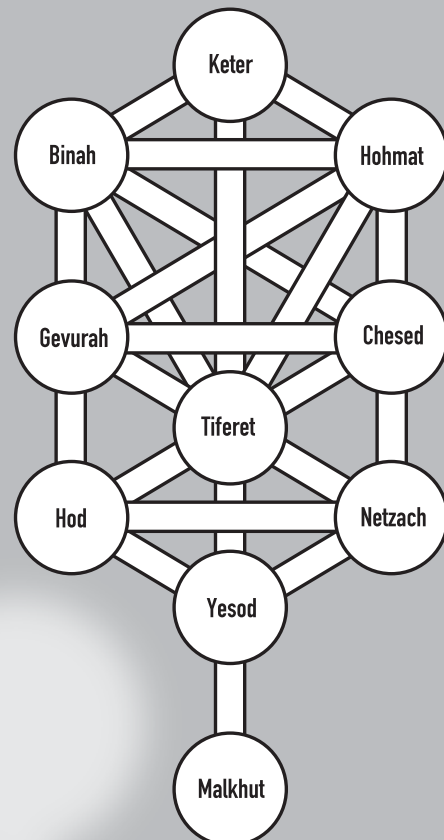 Keter
Binah
Hohmat
Gevurah
Chesed
Tiferet
Hod
Netzach
Yesod
Malkhut